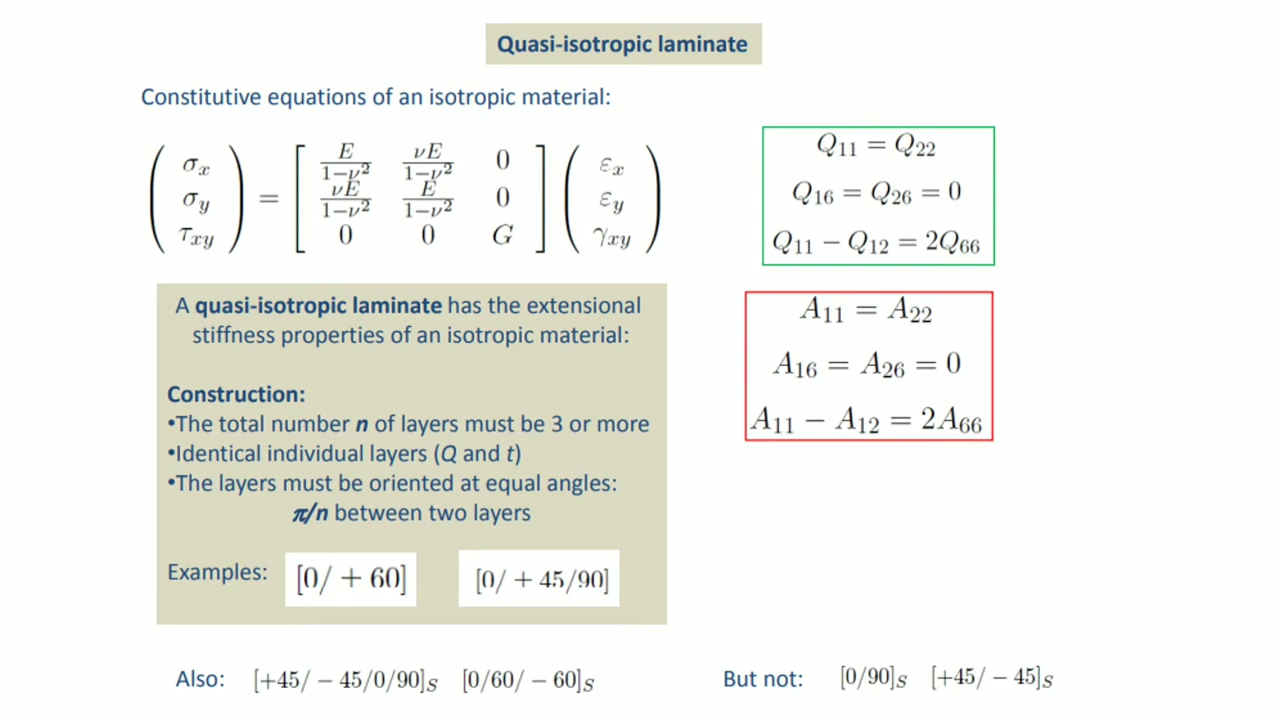 Quasi-isotropic laminate
Constitutive equations of an isotropic material:
( σx σy τxy ) = [ E/1−ν² νE/1−ν² 0
νE/1−ν² E/1−ν² 0
0 0 G ] ( εx εy γxy )
Q11 = Q22
Q16 = Q26 = 0
Q11 − Q12 = 2Q66
A quasi-isotropic laminate has the extensional
stiffness properties of an isotropic material:
Construction:
•The total number n of layers must be 3 or more
•Identical individual layers (Q and t)
•The layers must be oriented at equal angles:
π/n between two layers
Examples: [0/ + 60] [0/ + 45/90]
A11 = A22
A16 = A26 = 0
A11 − A12 = 2A66
Also: [+45/ − 45/0/90]S [0/60/ − 60]S
But not: [0/90]S [+45/ − 45]S